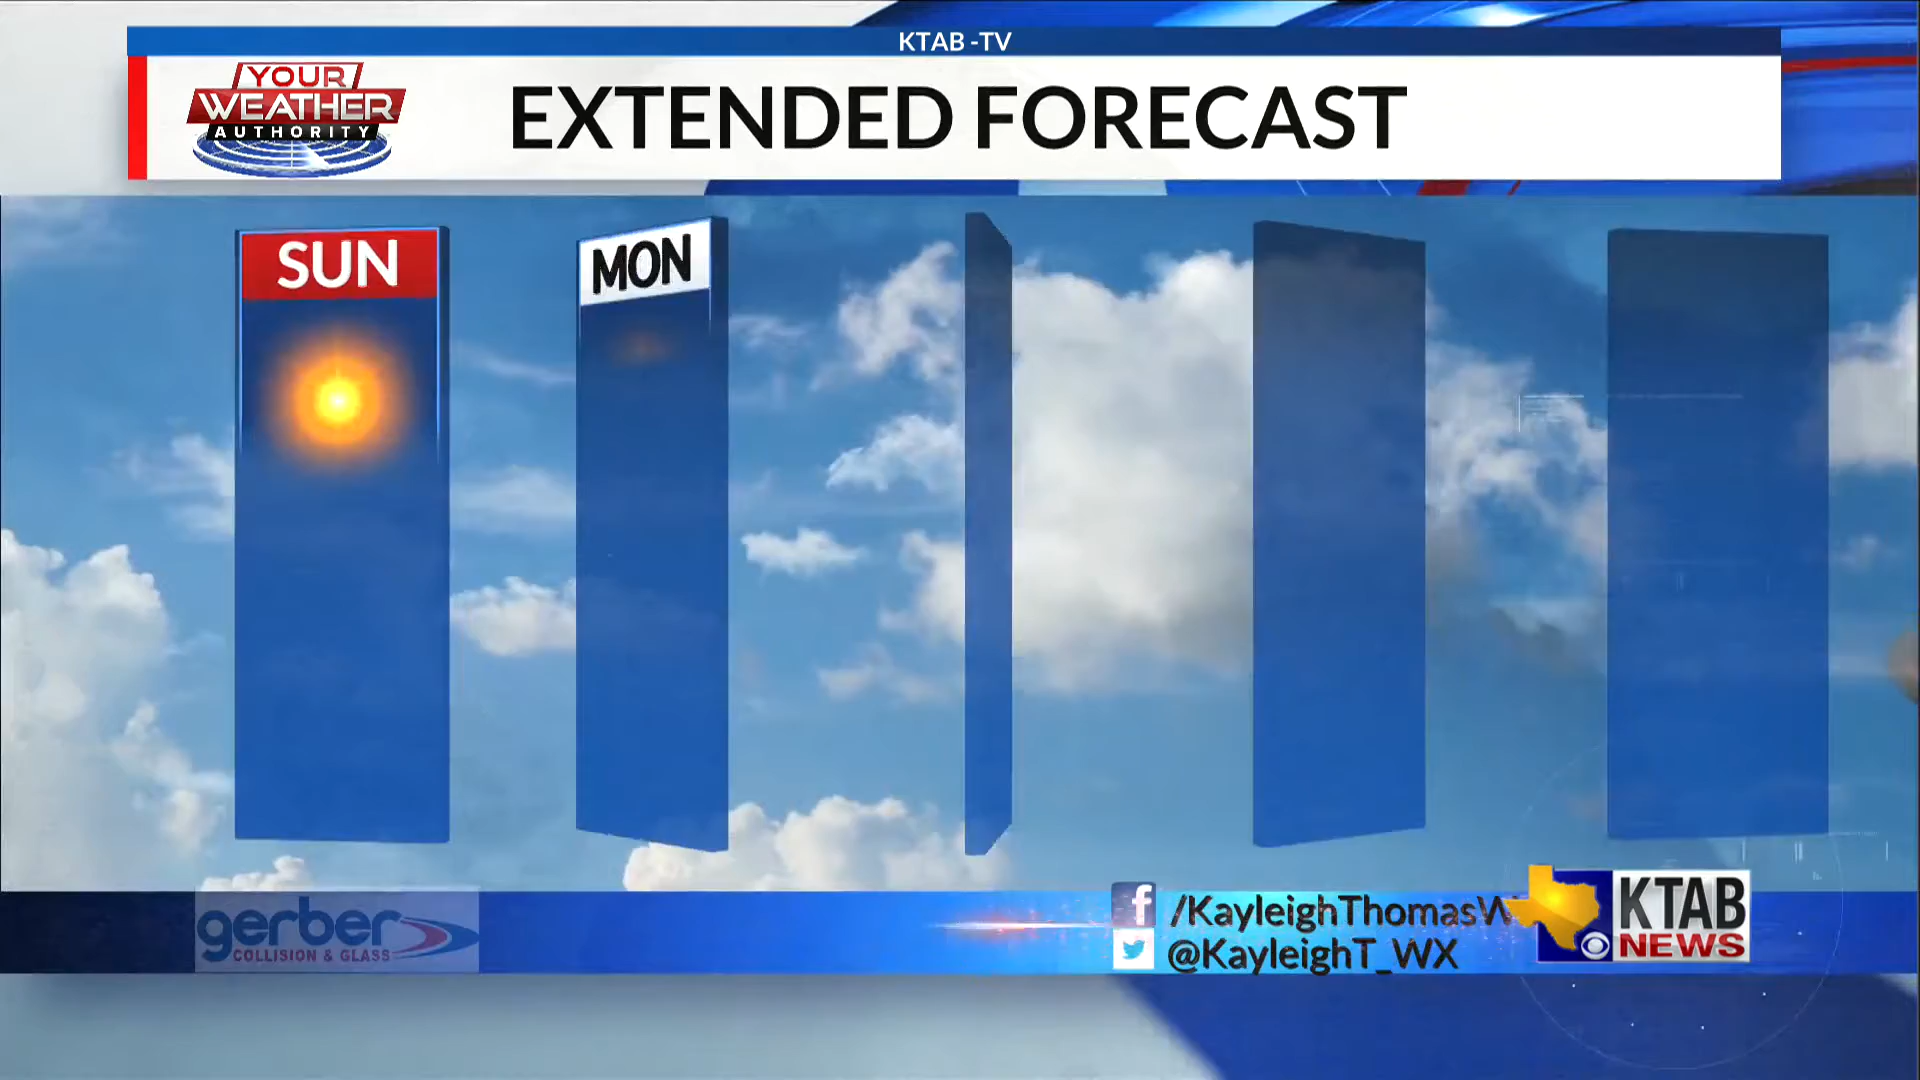 KTAB -TV
YOUR
WEATHER
AUTHORITY
EXTENDED FORECAST
SUN
MON
gerber
COLLISION & GLASS
f /KayleighThomasW
@KayleighT_WX
KTAB
NEWS